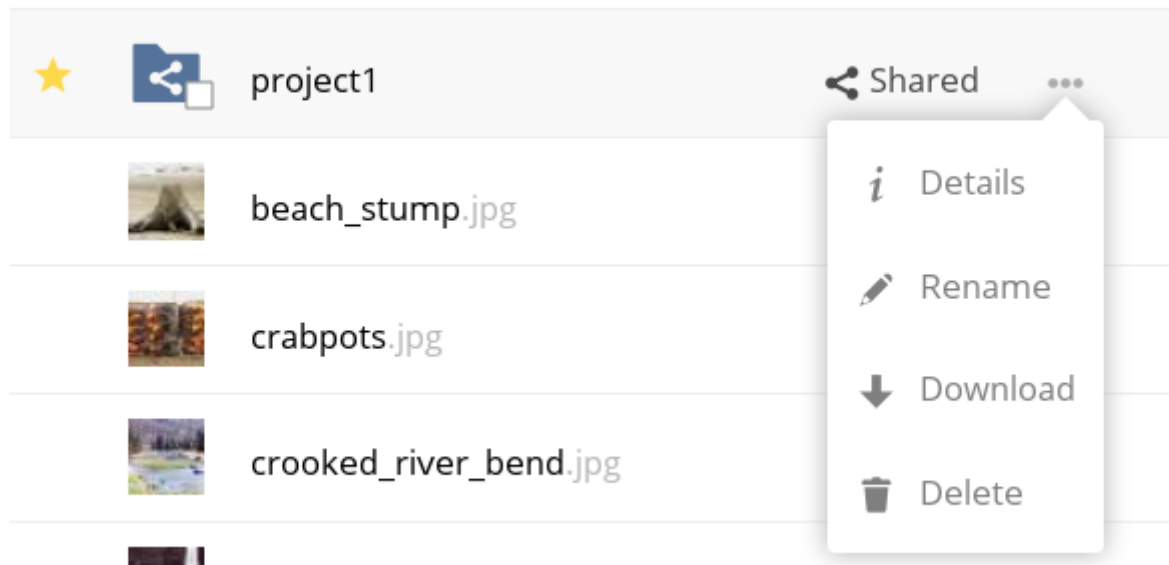 project1 Shared
Details
beach_stump.jpg
Rename
crabpots.jpg
Download
crooked_river_bend.jpg
Delete